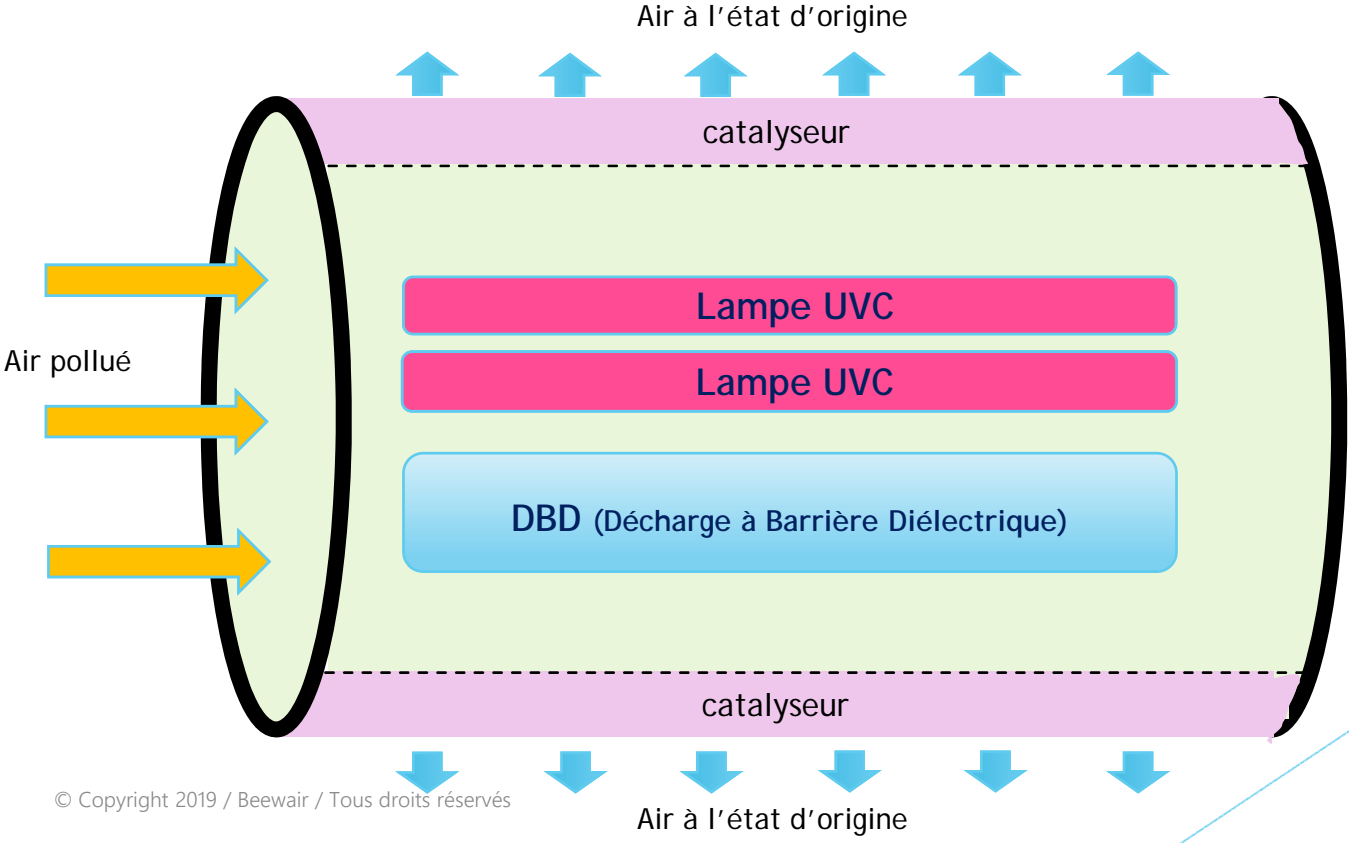 Air à l’état d’origine
catalyseur
Lampe UVC
Air pollué
Lampe UVC
DBD (Décharge à Barrière Diélectrique)
catalyseur
© Copyright 2019 / Beewair / Tous droits réservés
Air à l’état d’origine